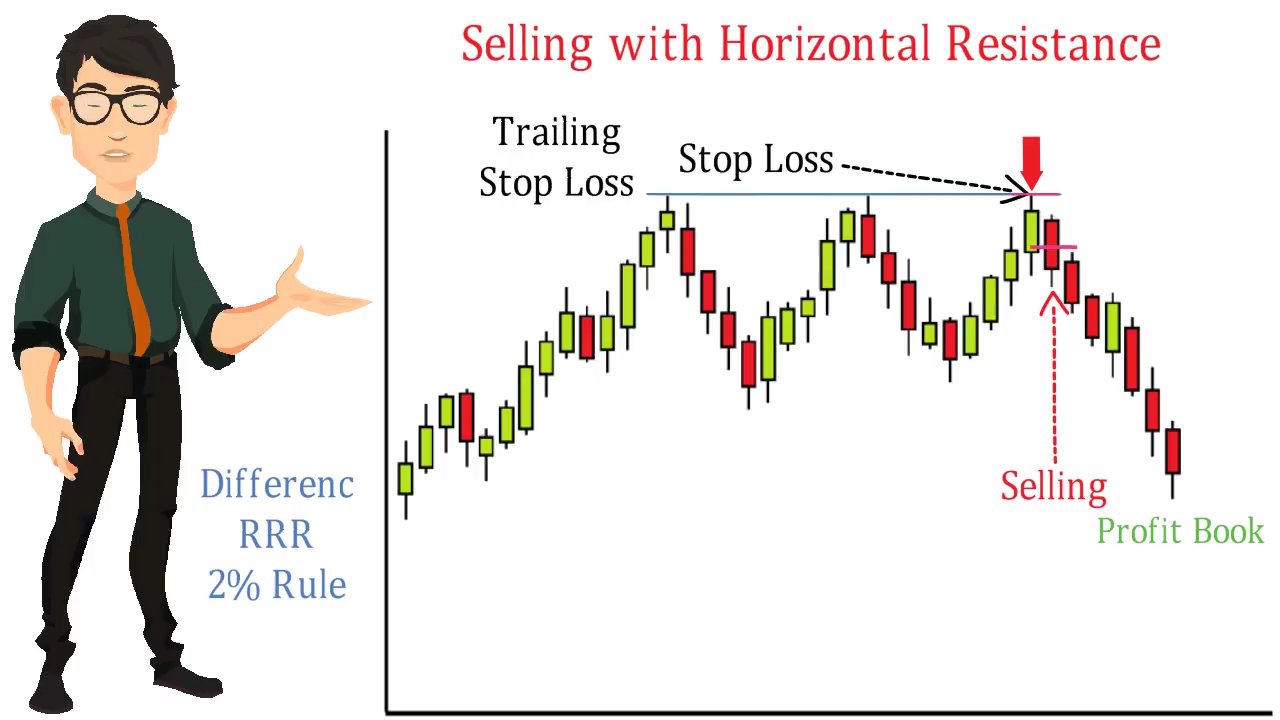 Selling with Horizontal Resistance
Trailing
Stop Loss
Stop Loss
Selling
Profit Book
Differenc
RRR
2% Rule